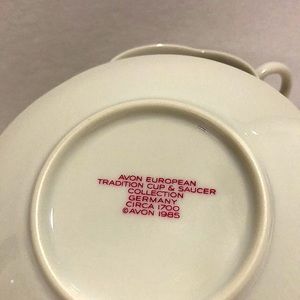 AVON EUROPEAN
TRADITION CUP & SAUCER
COLLECTION
GERMANY
CIRCA 1700
©AVON 1985